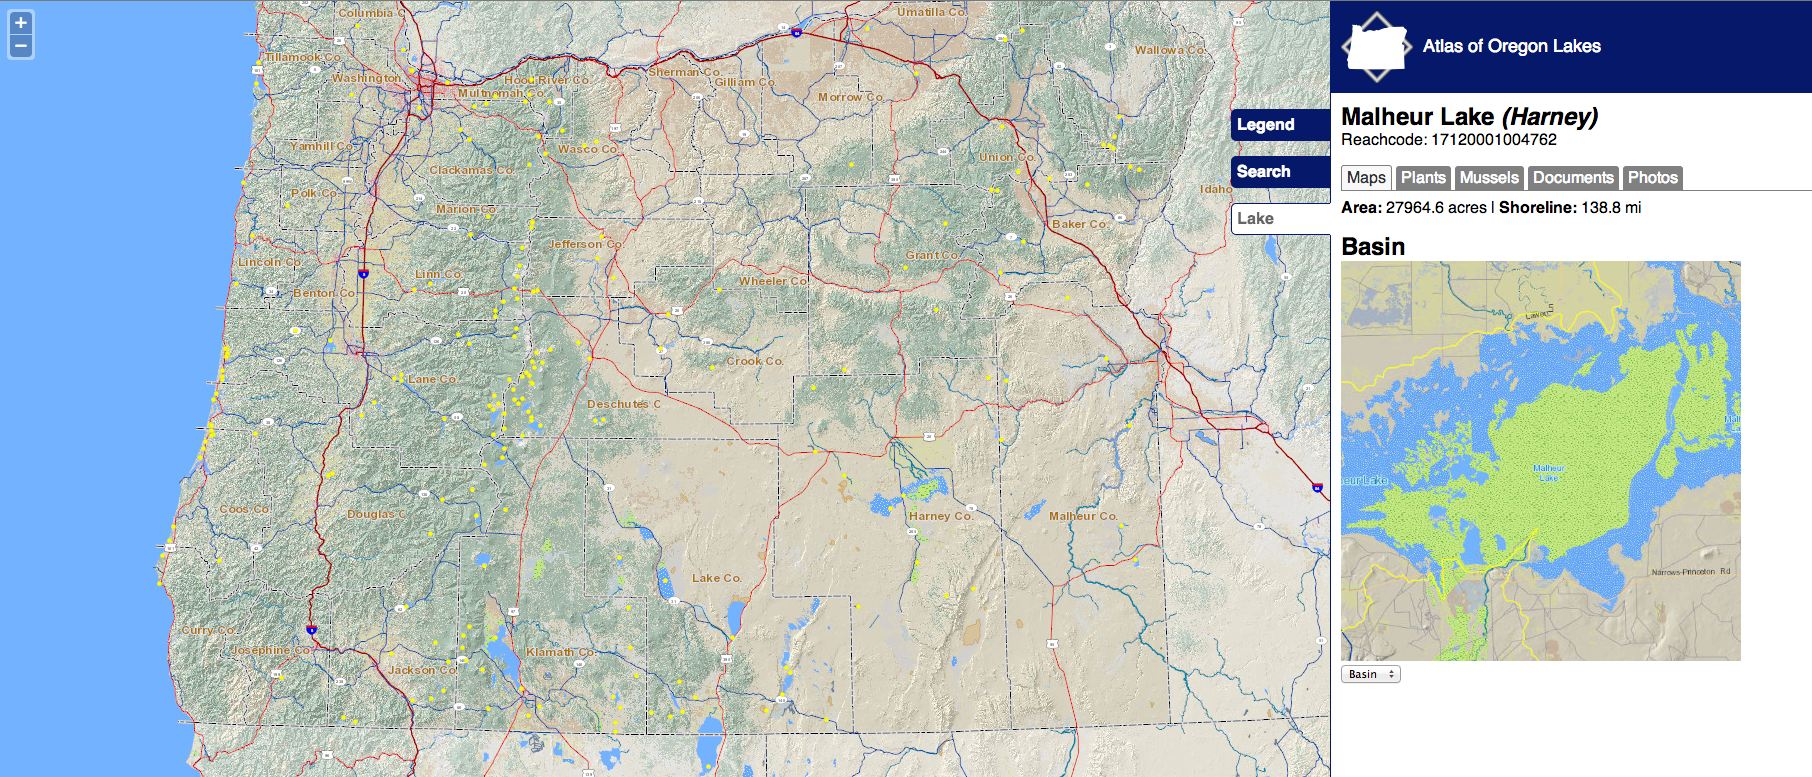 +
−
Columbia C
Umatilla Co.
Wallowa Co.
Tillamook Co.
Washington
Hood River Co.
Multnomah Co.
Sherman Co.
Gilliam Co.
Morrow Co.
Yamhill Co.
Wasco Co.
Union Co.
Clackamas Co.
Polk Co.
Marion Co.
Idaho
Baker Co.
Jefferson Co.
Grant Co.
Lincoln Co.
Linn Co.
Wheeler Co.
Benton Co.
Crook Co.
Lane Co.
Deschutes C
Coos Co.
Douglas C
Harney Co.
Malheur Co.
Lake Co.
Curry Co.
Josephine Co.
Jackson Co.
Klamath Co.
Legend
Search
Lake
Atlas of Oregon Lakes
Malheur Lake (Harney)
Reachcode: 17120001004762
Maps Plants Mussels Documents Photos
Area: 27964.6 acres | Shoreline: 138.8 mi
Basin
Malheur
Lake
eur Lake
Mal
Narrows-Princeton Rd
Basin